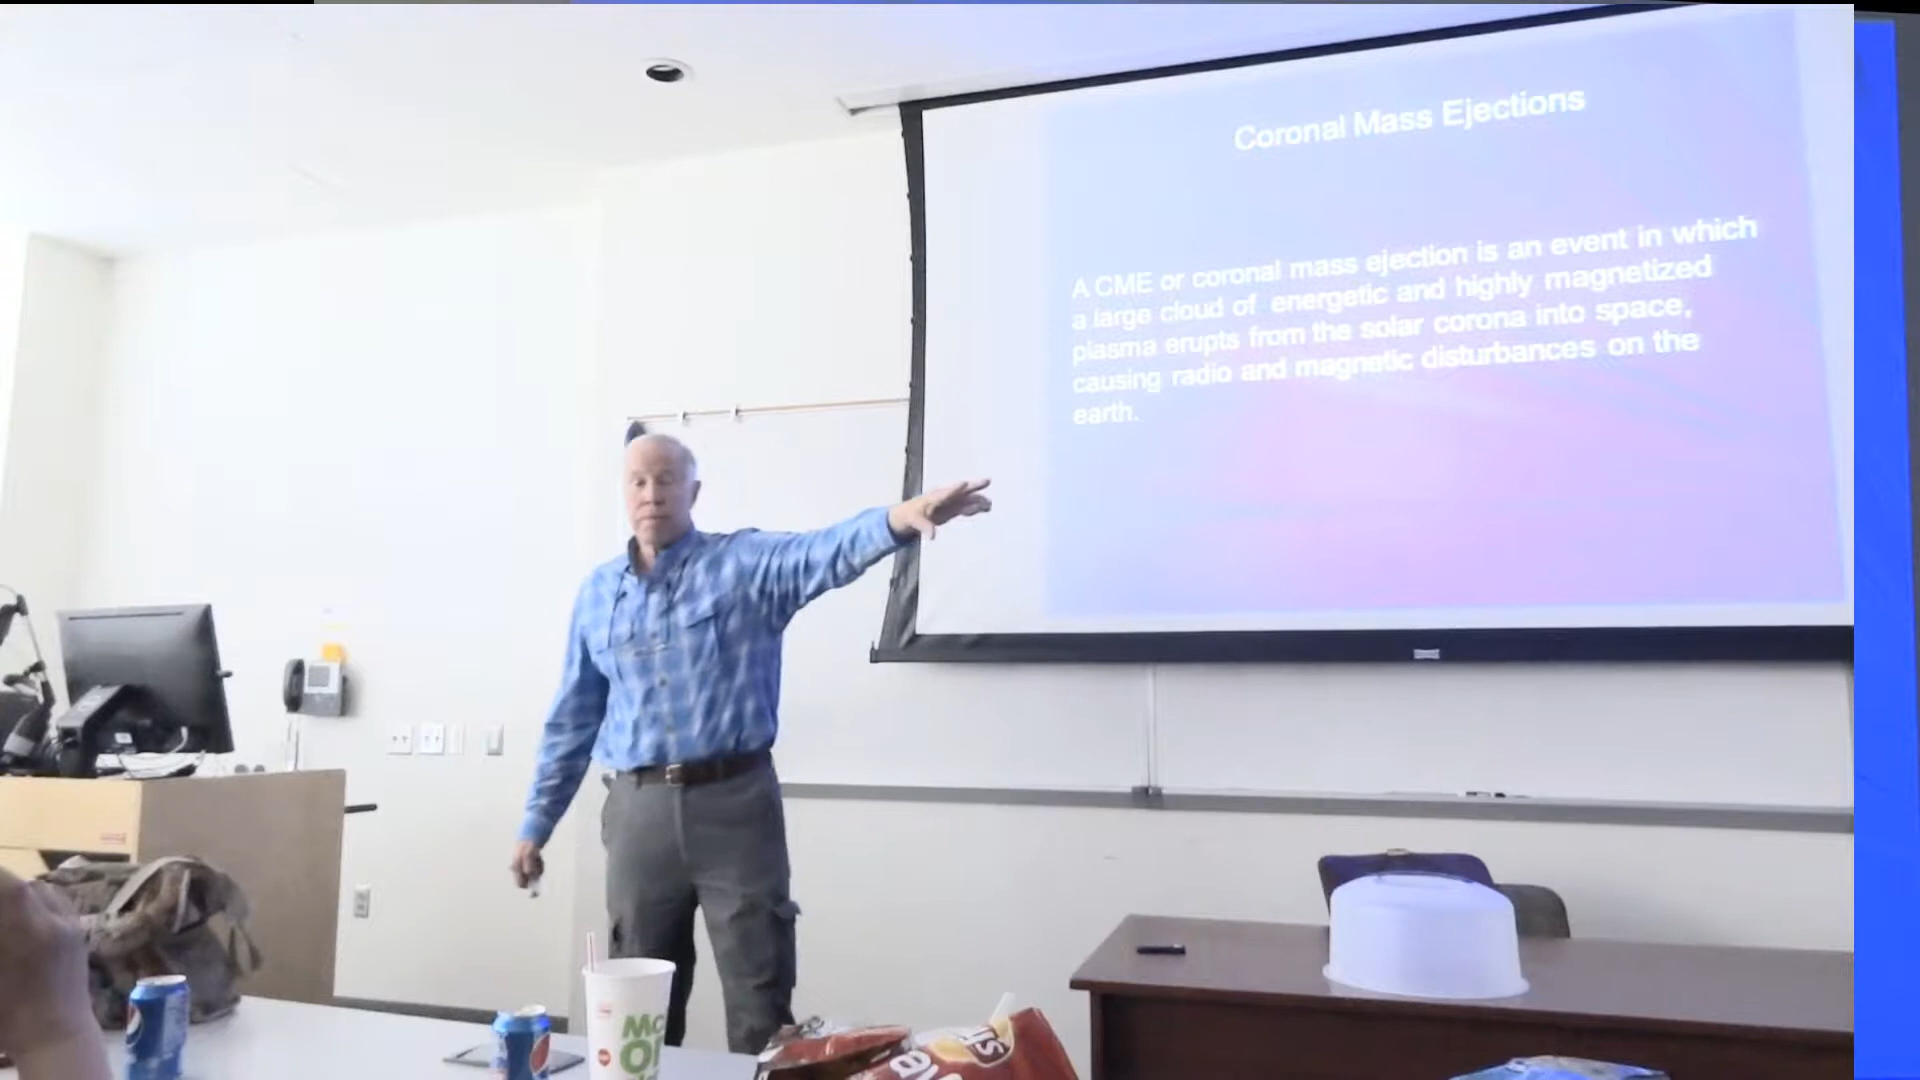 Coronal Mass Ejections
A CME or coronal mass ejection is an event in which
a large cloud of energetic and highly magnetized
plasma erupts from the solar corona into space,
causing radio and magnetic disturbances on the
earth.